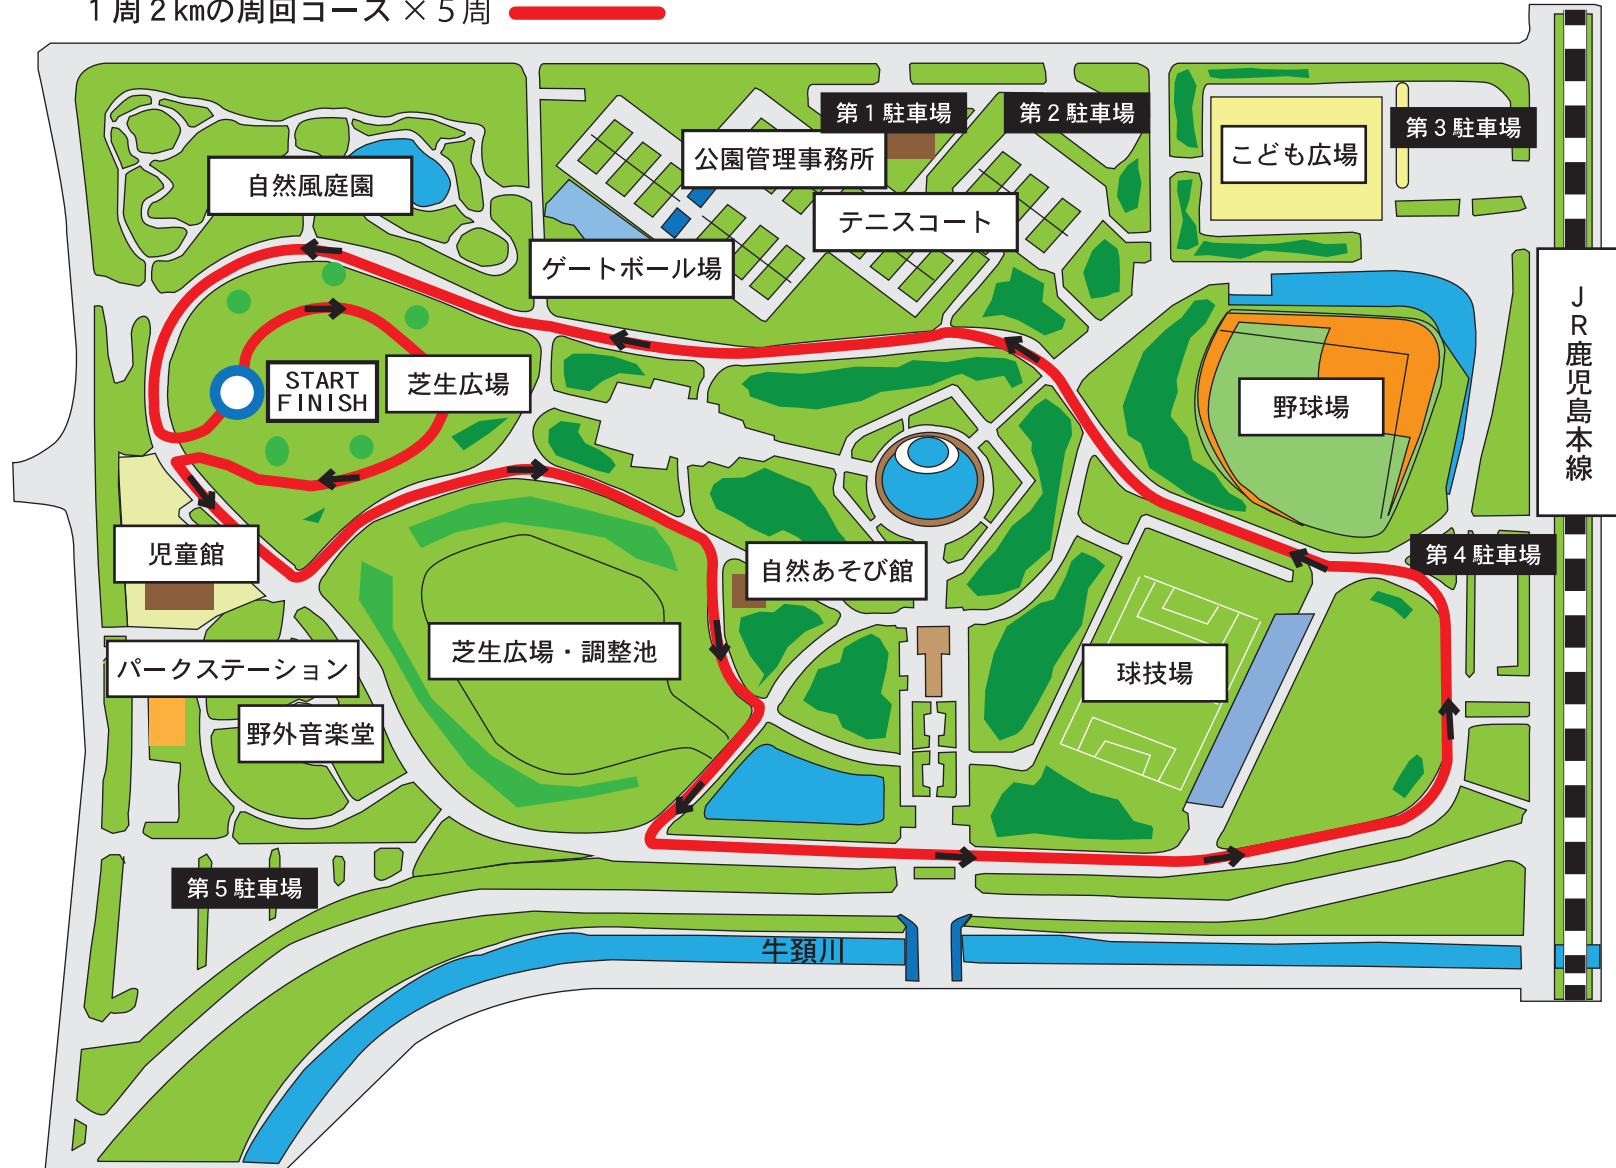 1周2kmの周回コース×5周
第1駐車場
第2駐車場
第3駐車場
公園管理事務所
こども広場
自然風庭園
テニスコート
ゲートボール場
JR鹿児島本線
START
FINISH
芝生広場
野球場
児童館
自然あそび館
第4駐車場
芝生広場・調整池
球技場
パークステーション
野外音楽堂
第5駐車場
牛頚川